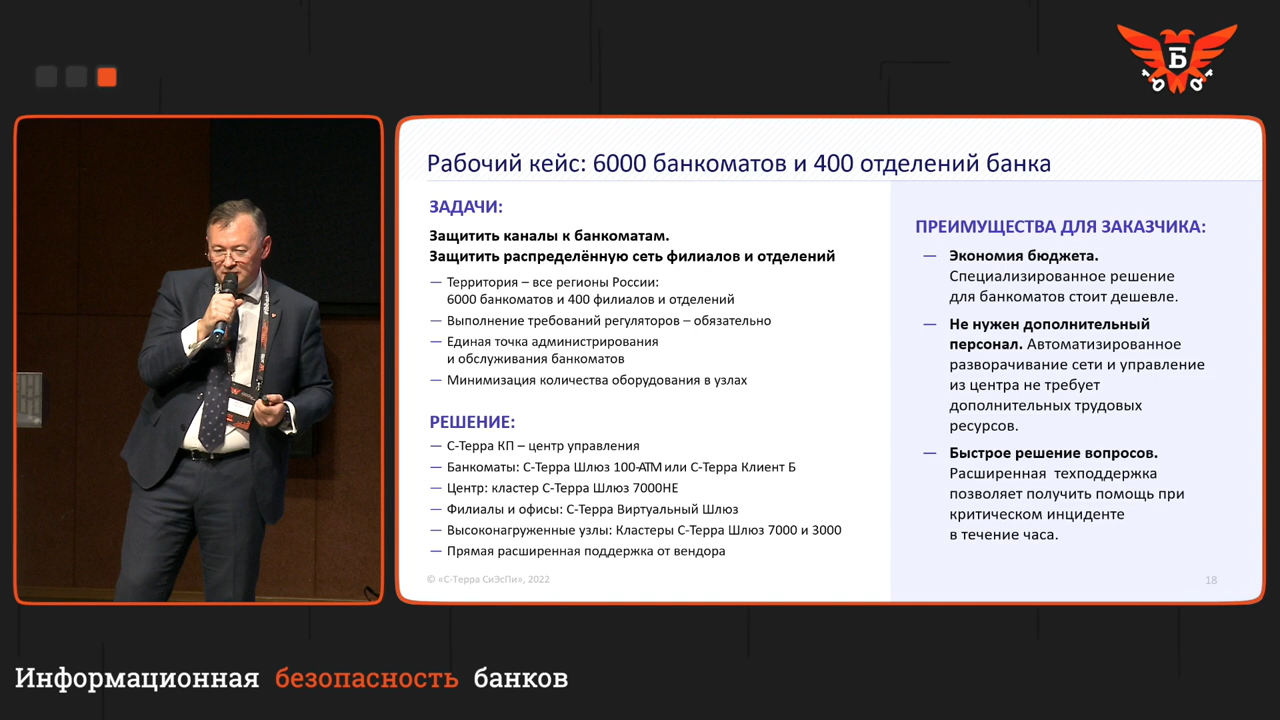 Б
Рабочий кейс: 6000 банкоматов и 400 отделений банка
ЗАДАЧИ:
Защитить каналы к банкоматам.
Защитить распределённую сеть филиалов и отделений
— Территория – все регионы России:
6000 банкоматов и 400 филиалов и отделений
— Выполнение требований регуляторов – обязательно
— Единая точка администрирования
и обслуживания банкоматов
— Минимизация количества оборудования в узлах
РЕШЕНИЕ:
— С-Терра КП – центр управления
— Банкоматы: С-Терра Шлюз 100-АТМ или С-Терра Клиент Б
— Центр: кластер С-Терра Шлюз 7000НЕ
— Филиалы и офисы: С-Терра Виртуальный Шлюз
— Высоконагруженные узлы: Кластеры С-Терра Шлюз 7000 и 3000
— Прямая расширенная поддержка от вендора
© «С-Терра СиЭсПи», 2022
ПРЕИМУЩЕСТВА ДЛЯ ЗАКАЗЧИКА:
— Экономия бюджета.
Специализированное решение
для банкоматов стоит дешевле.
— Не нужен дополнительный
персонал. Автоматизированное
разворачивание сети и управление
из центра не требует
дополнительных трудовых
ресурсов.
— Быстрое решение вопросов.
Расширенная техподдержка
позволяет получить помощь при
критическом инциденте
в течение часа.
18
Информационная безопасность банков